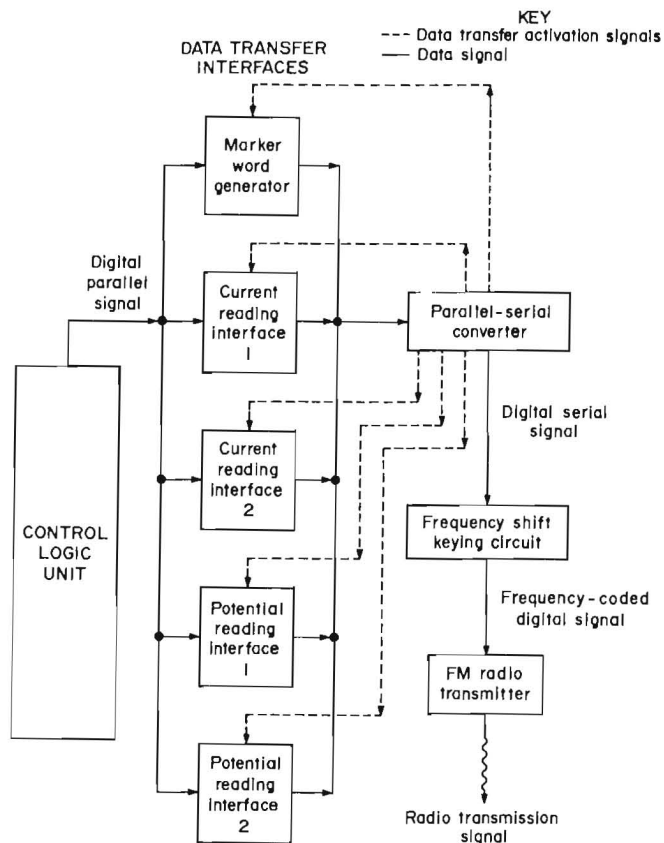 KEY
Data transfer activation signals
Data signal
DATA TRANSFER
INTERFACES
Marker
word
generator
Digital
parallel
signal
Current
reading
interface
1
Parallel-serial
converter
Current
reading
interface
2
Digital serial
signal
CONTROL
LOGIC
UNIT
Frequency shift
keying circuit
Potential
reading
interface
1
Frequency-coded
digital signal
FM radio
transmitter
Potential
reading
interface
2
Radio transmission
signal